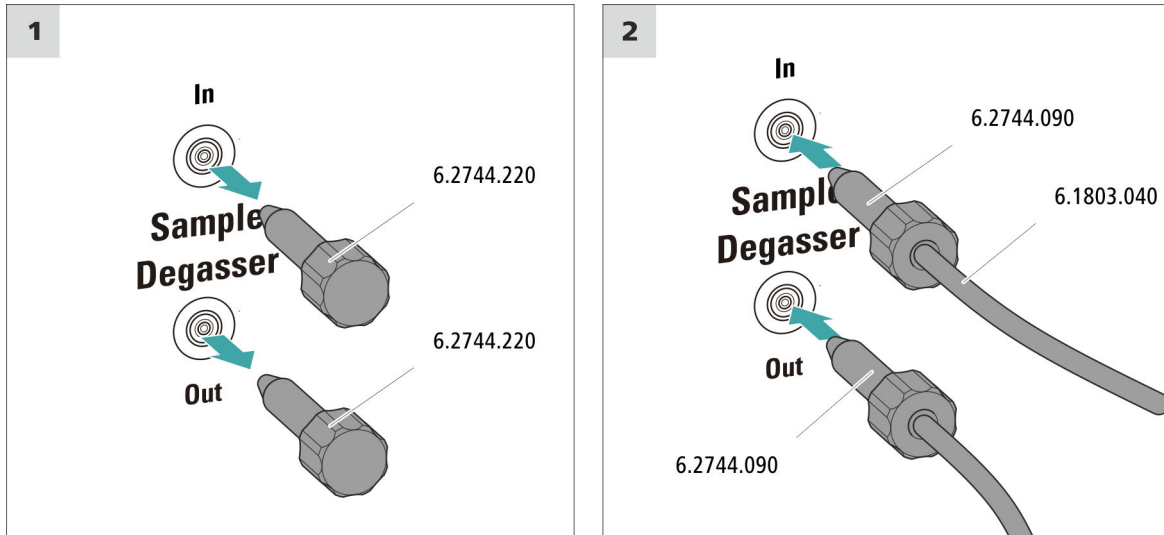 1
In
6.2744.220
Sample
Degasser
6.2744.220
Out
2
In
6.2744.090
6.1803.040
Sample
Degasser
Out
6.2744.090